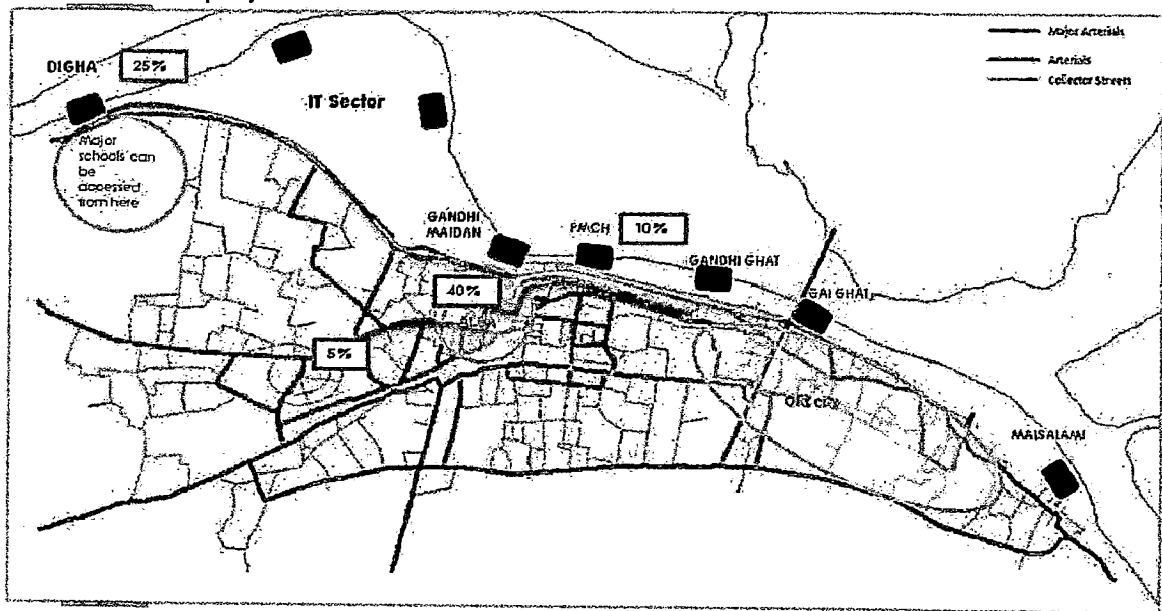 Major Arterials
Arterials
Collector Streets
DIGHA
25%
IT Sector
Major
schools can
be
accessed
from here
GANDHI
MAIDAN
PMCH
10%
GANDHI GHAT
GAI GHAT
40%
5%
OLD CITY
MALSALAMI